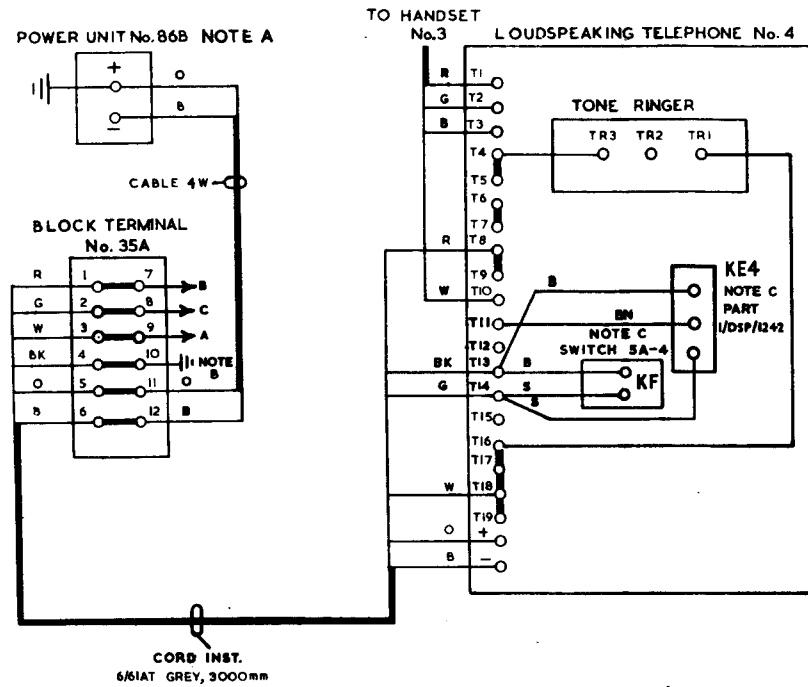 TO HANDSET
No.3
LOUDSPEAKING TELEPHONE No. 4
POWER UNIT No.86B NOTE A
+
O
B
−
CABLE 4W
BLOCK TERMINAL
No. 35A
R 1 7 B
G 2 8 C
W 3 9 A
BK 4 10 NOTE B
O 5 11 O
B 6 12 B
CORD INST.
6/61AT GREY, 3000mm
R T1
G T2
B T3
T4
T5
T6
T7
R T8
T9
W T10
T11
T12
BK T13
G T14
T15
T16
T17
W T18
T19
O +
B −
TONE RINGER
TR3 TR2 TR1
B
BN
NOTE C
SWITCH 5A-4
B
S
S
KF
KE4
NOTE C
PART
1/DSP/1242